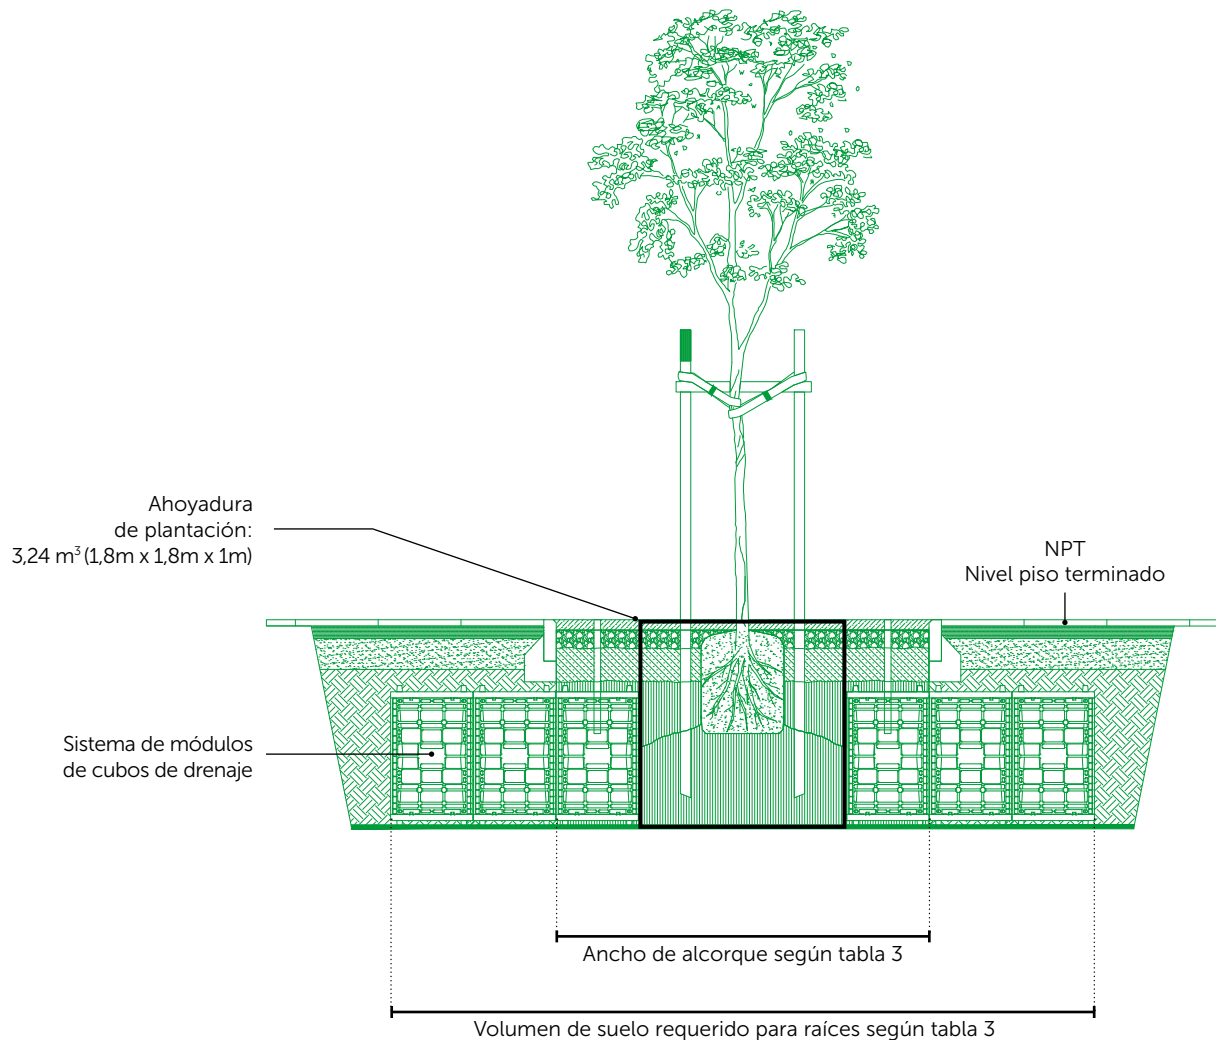 Ahoyadura
de plantación:
3,24 m³ (1,8m x 1,8m x 1m)
NPT
Nivel piso terminado
Sistema de módulos
de cubos de drenaje
Ancho de alcorque según tabla 3
Volumen de suelo requerido para raíces según tabla 3